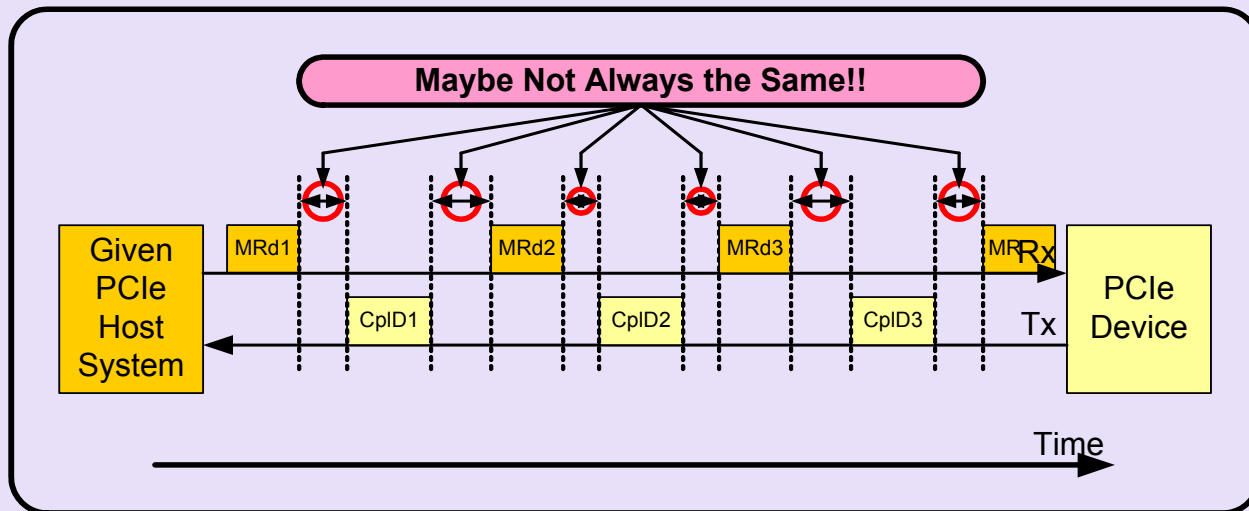 Maybe Not Always the Same!!
Given
PCIe
Host
System
MRd1
MRd2
MRd3
MR
Rx
CplD1
CplD2
CplD3
Tx
PCIe
Device
Time